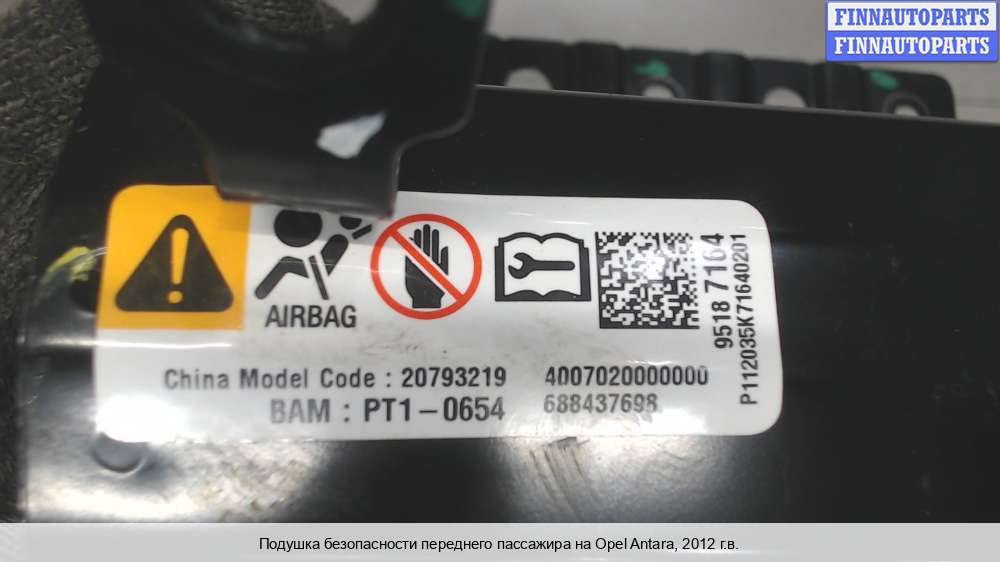 FINNAUTOPARTS
FINNAUTOPARTS
AIRBAG
9518 7164
P112035K71640201
China Model Code : 20793219 4007020000000
BAM : PT1-0654 688437698
Подушка безопасности переднего пассажира на Opel Antara, 2012 г.в.